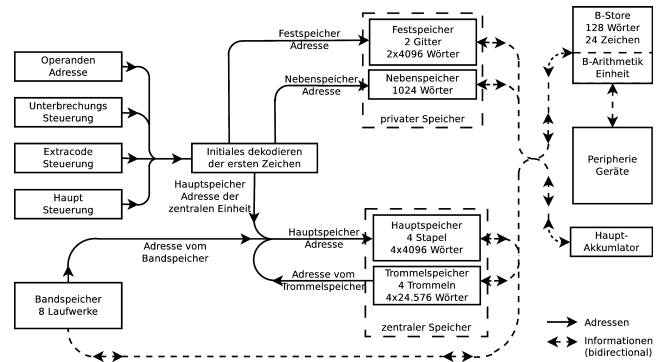 Operanden
Adresse
Unterbrechungs
Steuerung
Extracode
Steuerung
Haupt
Steuerung
Bandspeicher
8 Laufwerke
Initiales dekodieren
der ersten Zeichen
Festspeicher
Adresse
Nebenspeicher
Adresse
Hauptspeicher
Adresse der
zentralen Einheit
Adresse vom
Bandspeicher
Hauptspeicher
Adresse
Adresse vom
Trommelspeicher
Festspeicher
2 Gitter
2x4096 Wörter
Nebenspeicher
1024 Wörter
privater Speicher
Hauptspeicher
4 Stapel
4x4096 Wörter
Trommelspeicher
4 Trommeln
4x24.576 Wörter
zentraler Speicher
B-Store
128 Wörter
24 Zeichen
B-Arithmetik
Einheit
Peripherie
Geräte
Haupt-
Akkumlator
Adressen
Informationen
(bidirectional)